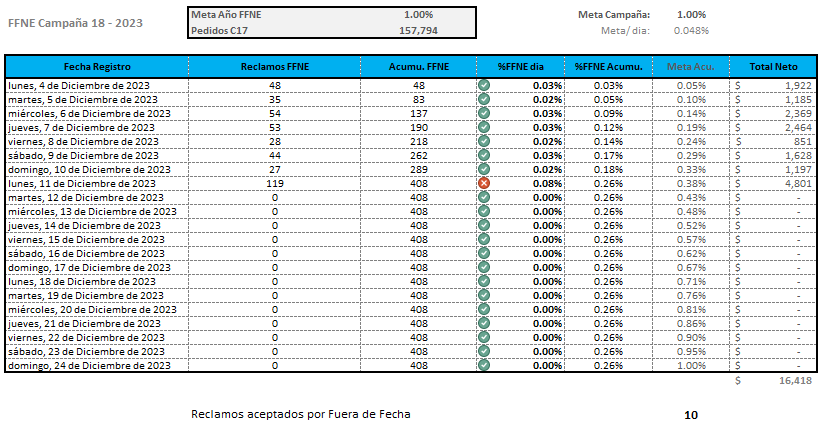 FFNE Campaña 18 - 2023
Meta Año FFNE 1.00%
Pedidos C17 157,794
Meta Campaña: 1.00%
Meta/ dia: 0.048%
Fecha Registro Reclamos FFNE Acumu. FFNE %FFNE dia %FFNE Acumu. Meta Acu. Total Neto
lunes, 4 de Diciembre de 2023 48 48 0.03% 0.03% 0.05% $ 1,922
martes, 5 de Diciembre de 2023 35 83 0.02% 0.05% 0.10% $ 1,185
miércoles, 6 de Diciembre de 2023 54 137 0.03% 0.09% 0.14% $ 2,369
jueves, 7 de Diciembre de 2023 53 190 0.03% 0.12% 0.19% $ 2,464
viernes, 8 de Diciembre de 2023 28 218 0.02% 0.14% 0.24% $ 851
sábado, 9 de Diciembre de 2023 44 262 0.03% 0.17% 0.29% $ 1,628
domingo, 10 de Diciembre de 2023 27 289 0.02% 0.18% 0.33% $ 1,197
lunes, 11 de Diciembre de 2023 119 408 0.08% 0.26% 0.38% $ 4,801
martes, 12 de Diciembre de 2023 0 408 0.00% 0.26% 0.43% $ -
miércoles, 13 de Diciembre de 2023 0 408 0.00% 0.26% 0.48% $ -
jueves, 14 de Diciembre de 2023 0 408 0.00% 0.26% 0.52% $ -
viernes, 15 de Diciembre de 2023 0 408 0.00% 0.26% 0.57% $ -
sábado, 16 de Diciembre de 2023 0 408 0.00% 0.26% 0.62% $ -
domingo, 17 de Diciembre de 2023 0 408 0.00% 0.26% 0.67% $ -
lunes, 18 de Diciembre de 2023 0 408 0.00% 0.26% 0.71% $ -
martes, 19 de Diciembre de 2023 0 408 0.00% 0.26% 0.76% $ -
miércoles, 20 de Diciembre de 2023 0 408 0.00% 0.26% 0.81% $ -
jueves, 21 de Diciembre de 2023 0 408 0.00% 0.26% 0.86% $ -
viernes, 22 de Diciembre de 2023 0 408 0.00% 0.26% 0.90% $ -
sábado, 23 de Diciembre de 2023 0 408 0.00% 0.26% 0.95% $ -
domingo, 24 de Diciembre de 2023 0 408 0.00% 0.26% 1.00% $ -
$ 16,418
Reclamos aceptados por Fuera de Fecha 10